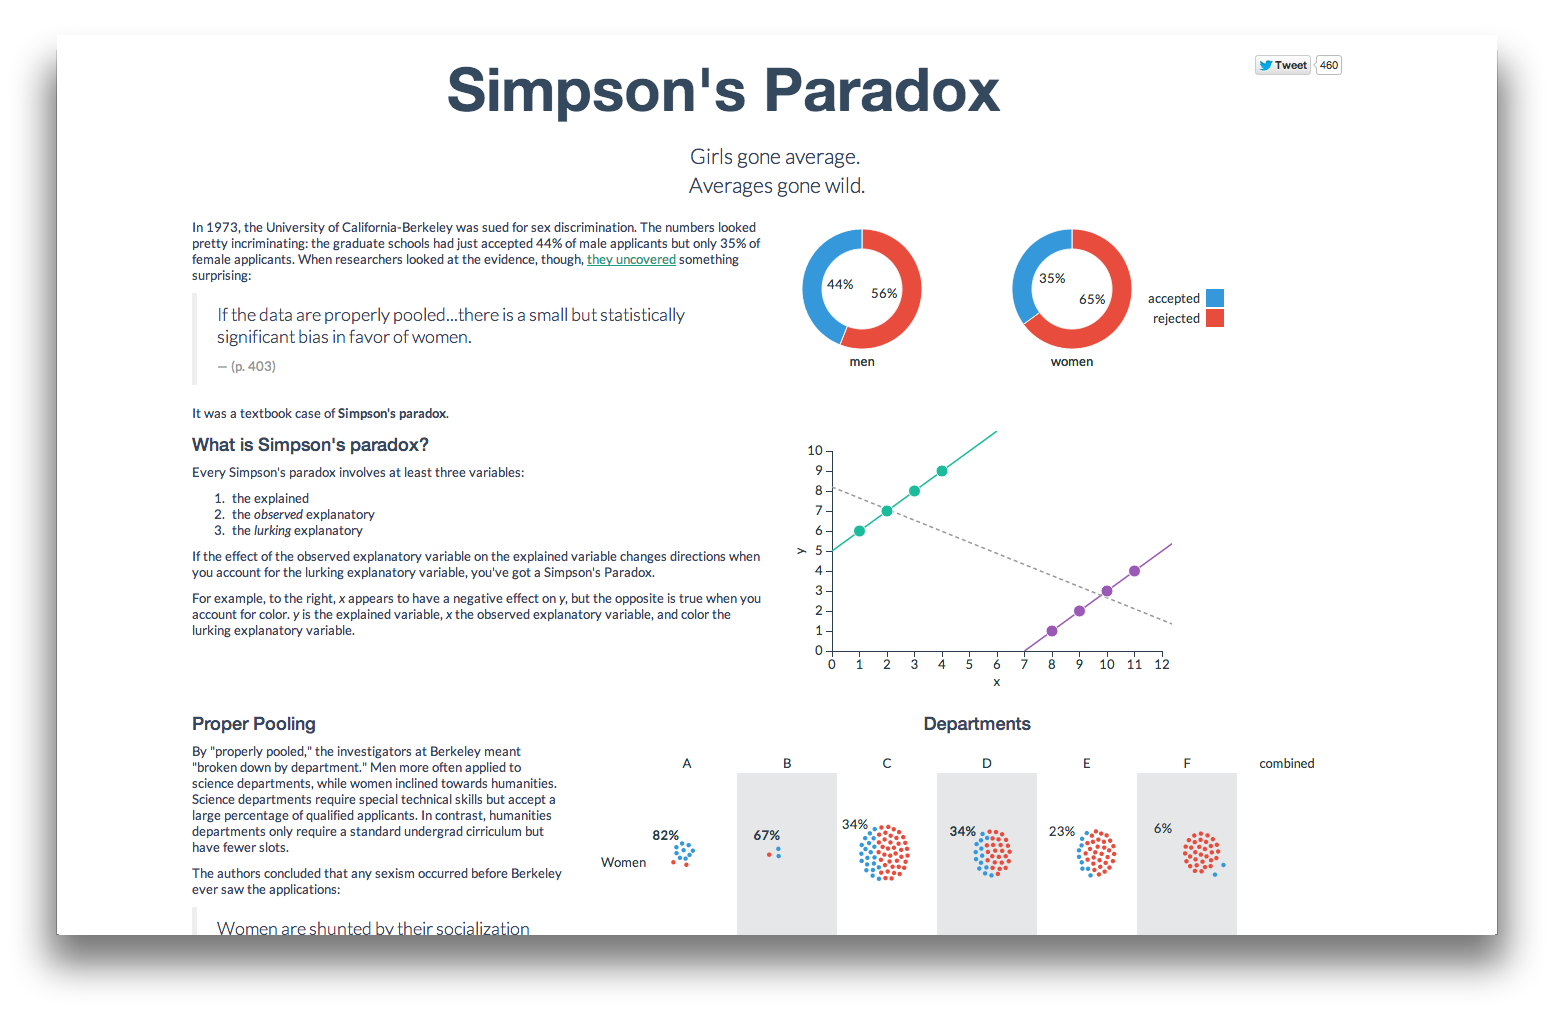 Simpson's Paradox
Tweet 460
Girls gone average.
Averages gone wild.
In 1973, the University of California-Berkeley was sued for sex discrimination. The numbers looked
pretty incriminating: the graduate schools had just accepted 44% of male applicants but only 35% of
female applicants. When researchers looked at the evidence, though, they uncovered something
surprising:
If the data are properly pooled...there is a small but statistically
significant bias in favor of women.
— (p. 403)
It was a textbook case of Simpson's paradox.
44%
56%
men
35%
65%
women
accepted
rejected
What is Simpson's paradox?
Every Simpson's paradox involves at least three variables:
1. the explained
2. the observed explanatory
3. the lurking explanatory
If the effect of the observed explanatory variable on the explained variable changes directions when
you account for the lurking explanatory variable, you've got a Simpson's Paradox.
For example, to the right, x appears to have a negative effect on y, but the opposite is true when you
account for color. y is the explained variable, x the observed explanatory variable, and color the
lurking explanatory variable.
10
9
8
7
6
5
4
3
2
1
0
y
0 1 2 3 4 5 6 7 8 9 10 11 12
x
Proper Pooling
By "properly pooled," the investigators at Berkeley meant
"broken down by department." Men more often applied to
science departments, while women inclined towards humanities.
Science departments require special technical skills but accept a
large percentage of qualified applicants. In contrast, humanities
departments only require a standard undergrad cirriculum but
have fewer slots.
The authors concluded that any sexism occurred before Berkeley
ever saw the applications:
Women are shunted by their socialization
Departments
A B C D E F combined
Women
82% 67% 34% 34% 23% 6%